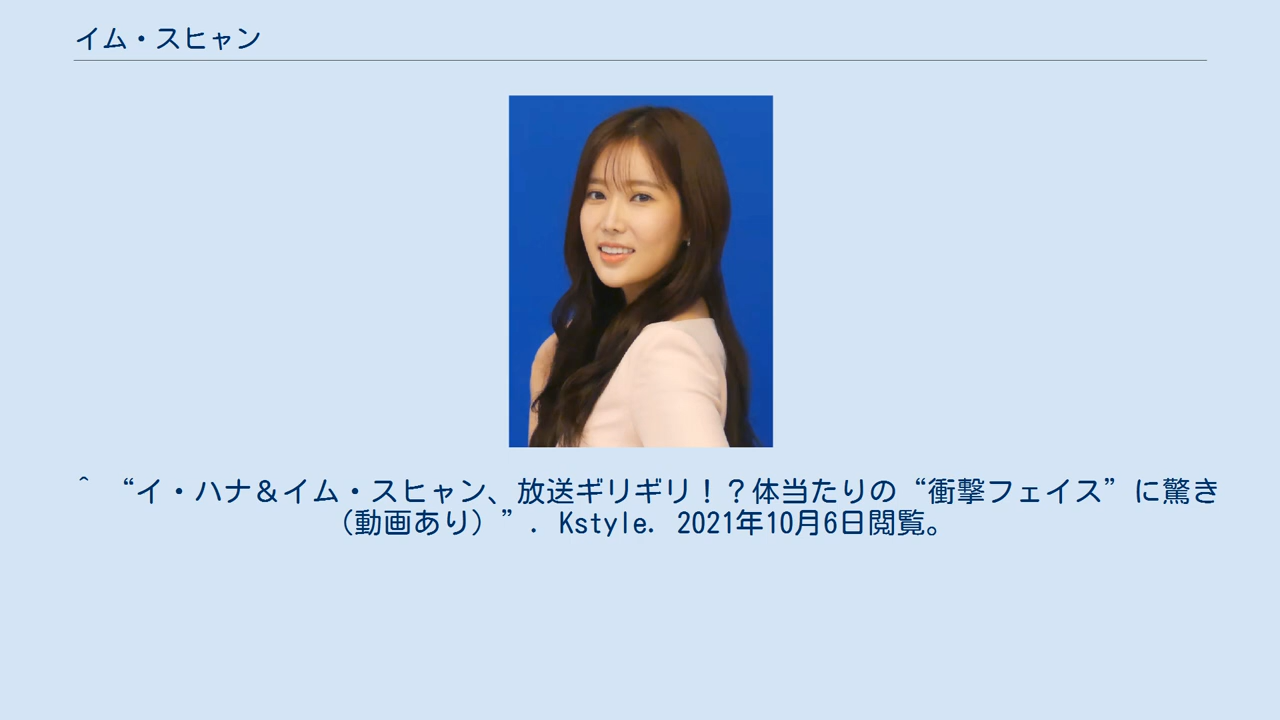 イム・スヒャン
^ “イ・ハナ＆イム・スヒャン、放送ギリギリ！？体当たりの“衝撃フェイス”に驚き
（動画あり）”. Kstyle. 2021年10月6日閲覧。